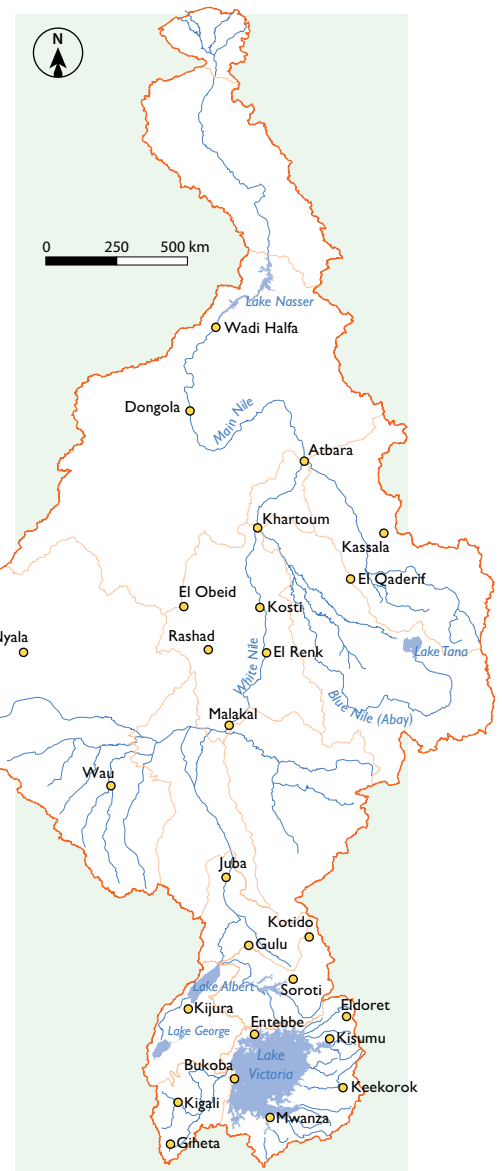 N
0 250 500 km
Lake Nasser
Wadi Halfa
Dongola
Main Nile
Atbara
Khartoum
Kassala
El Qaderif
El Obeid
Kosti
Rashad
Nyala
El Renk
Lake Tana
White Nile
Blue Nile (Abay)
Malakal
Wau
Juba
Kotido
Gulu
Lake Albert
Soroti
Kijura
Eldoret
Lake George
Entebbe
Kisumu
Lake
Victoria
Bukoba
Keekorok
Kigali
Mwanza
Giheta